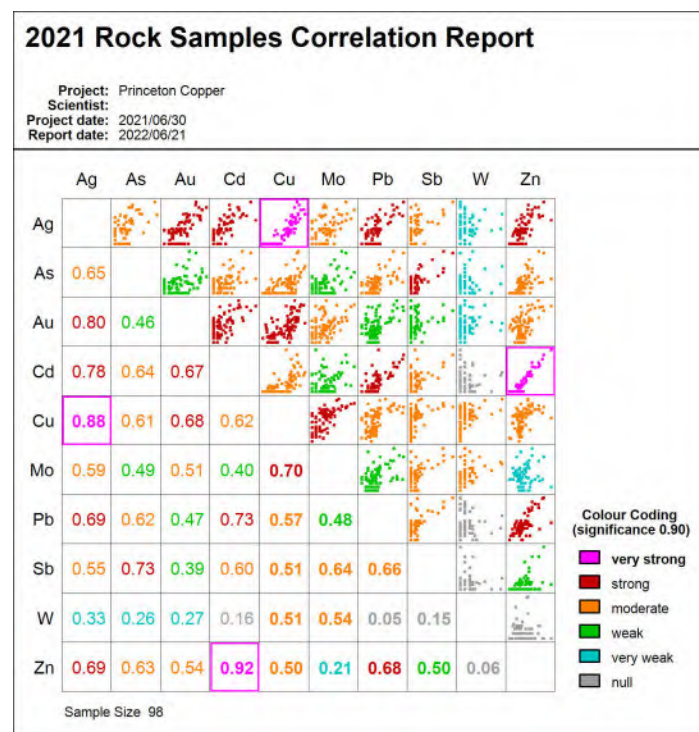 2021 Rock Samples Correlation Report
Project: Princeton Copper
Scientist:
Project date: 2021/06/30
Report date: 2022/06/21
Ag As Au Cd Cu Mo Pb Sb W Zn
Ag
As 0.65
Au 0.80 0.46
Cd 0.78 0.64 0.67
Cu 0.88 0.61 0.68 0.62
Mo 0.59 0.49 0.51 0.40 0.70
Pb 0.69 0.62 0.47 0.73 0.57 0.48
Sb 0.55 0.73 0.39 0.60 0.51 0.64 0.66
W 0.33 0.26 0.27 0.16 0.51 0.54 0.05 0.15
Zn 0.69 0.63 0.54 0.92 0.50 0.21 0.68 0.50 0.06
Sample Size 98
Colour Coding
(significance 0.90)
very strong
strong
moderate
weak
very weak
null